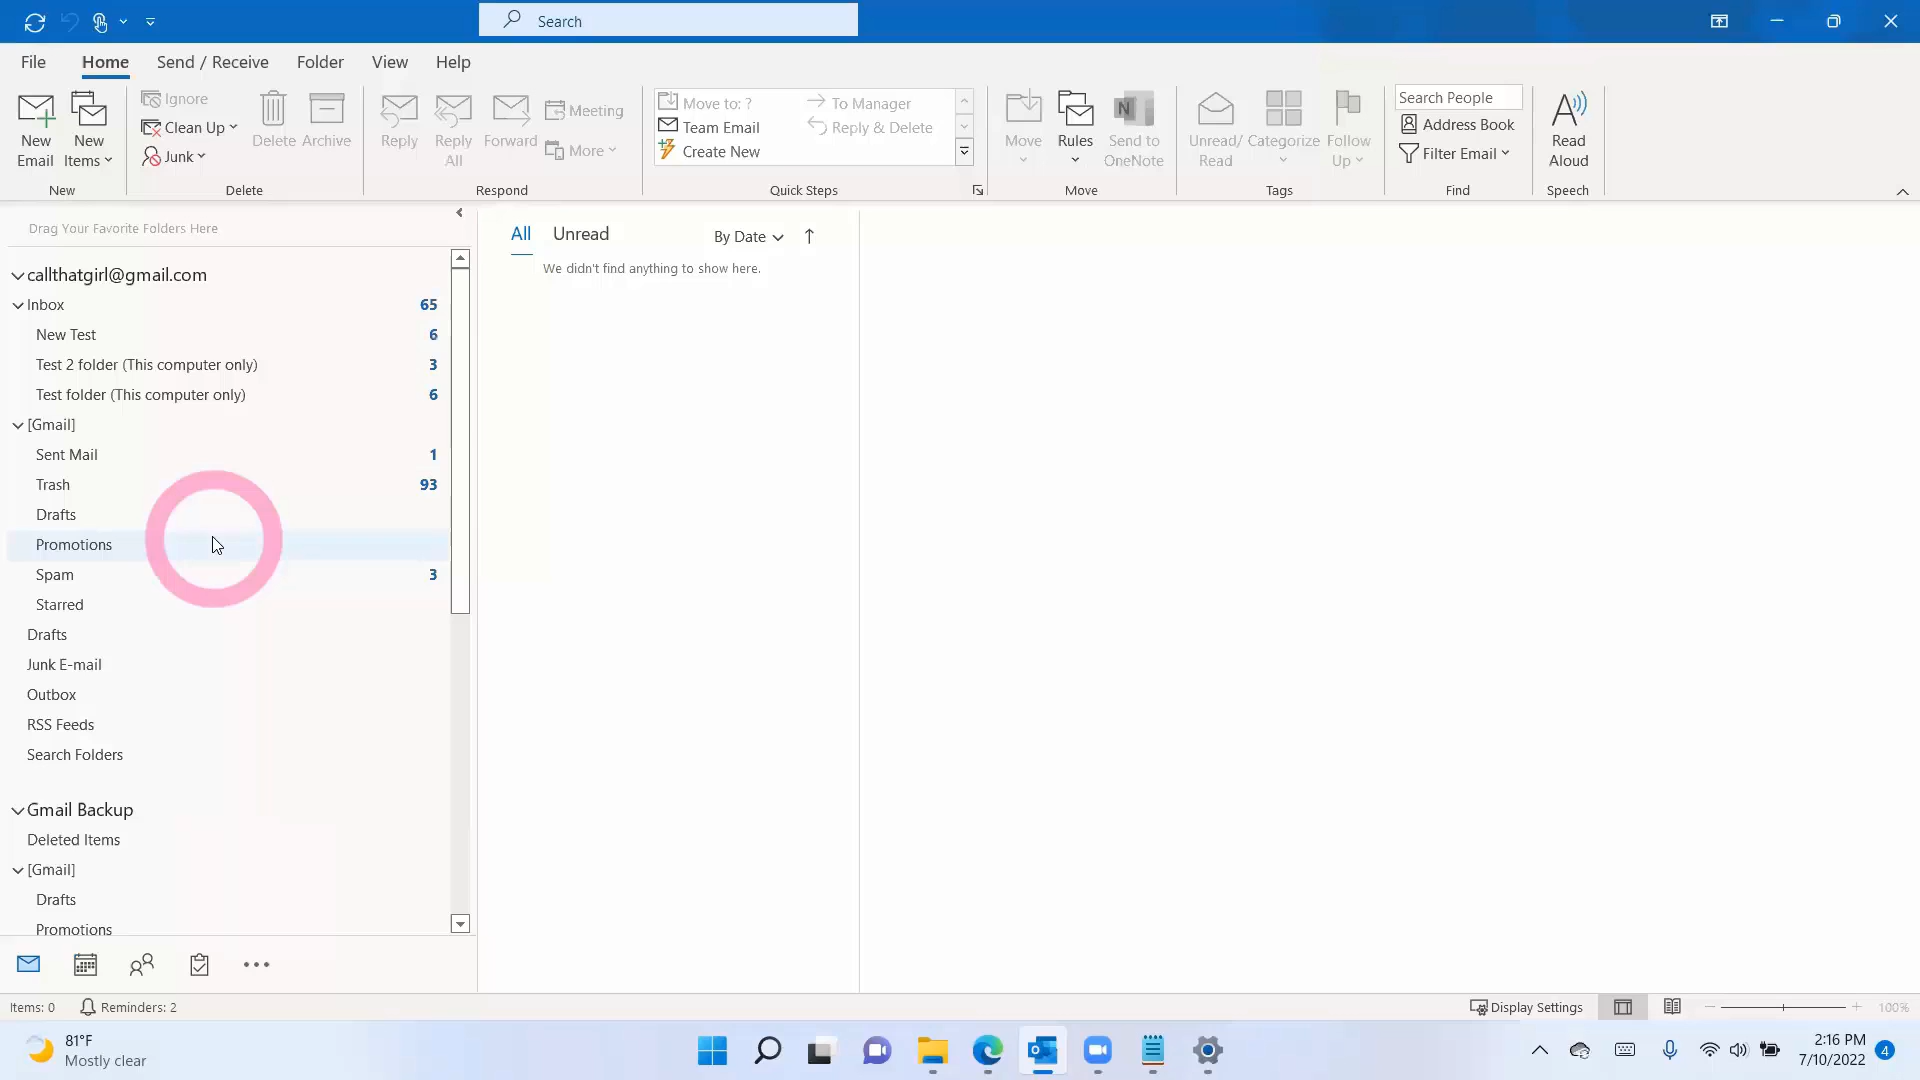 Search
File Home Send / Receive Folder View Help
New Email
New Items
New
Ignore
Clean Up
Junk
Delete
Archive
Delete
Reply
Reply All
Forward
Meeting
More
Respond
Move to: ?
Team Email
Create New
To Manager
Reply & Delete
Quick Steps
Move
Rules
Send to OneNote
Move
Unread/ Read
Categorize
Follow Up
Tags
Search People
Address Book
Filter Email
Find
Read Aloud
Speech
Drag Your Favorite Folders Here
callthatgirl@gmail.com
Inbox 65
New Test 6
Test 2 folder (This computer only) 3
Test folder (This computer only) 6
[Gmail]
Sent Mail 1
Trash 93
Drafts
Promotions
Spam 3
Starred
Drafts
Junk E-mail
Outbox
RSS Feeds
Search Folders
Gmail Backup
Deleted Items
[Gmail]
Drafts
Promotions
All Unread By Date
We didn't find anything to show here.
Items: 0 Reminders: 2
Display Settings
100%
81°F
Mostly clear
2:16 PM
7/10/2022
4